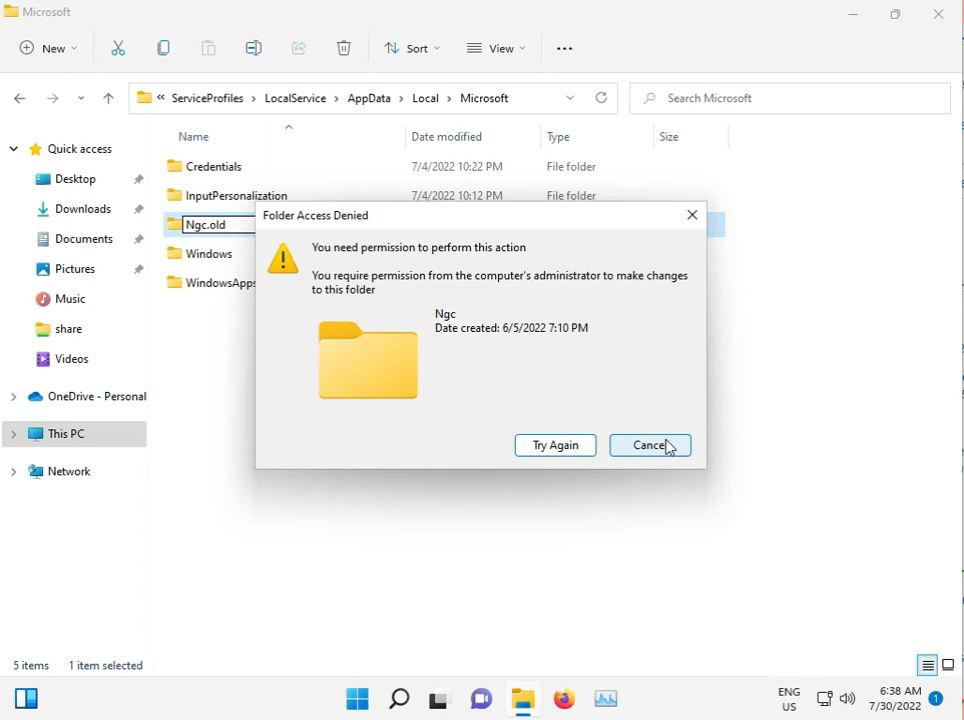 Microsoft
New
Sort
View
« ServiceProfiles > LocalService > AppData > Local > Microsoft
Search Microsoft
Name Date modified Type Size
Quick access
Desktop
Downloads
Documents
Pictures
Music
share
Videos
OneDrive - Personal
This PC
Network
Credentials 7/4/2022 10:22 PM File folder
InputPersonalization 7/4/2022 10:12 PM File folder
Ngc.old
Windows
WindowsApps
Folder Access Denied
You need permission to perform this action
You require permission from the computer's administrator to make changes
to this folder
Ngc
Date created: 6/5/2022 7:10 PM
Try Again
Cancel
5 items 1 item selected
ENG
US
6:38 AM
7/30/2022
1